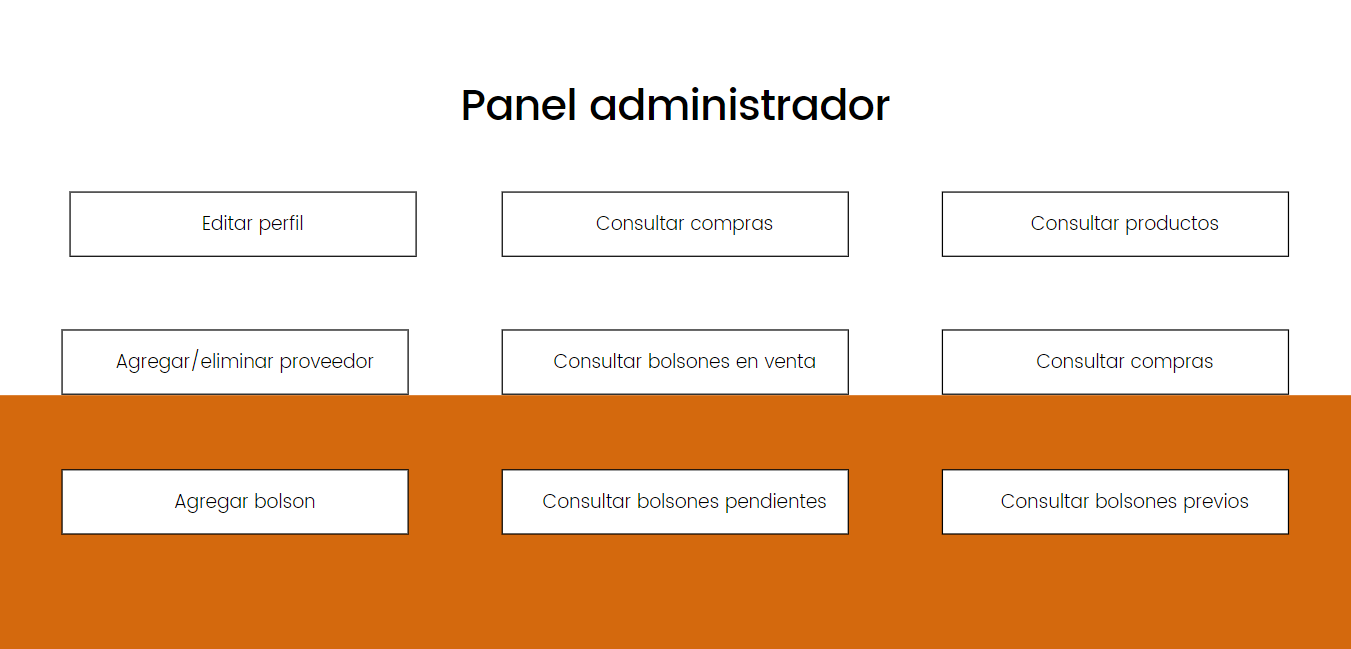 Panel administrador
Editar perfil
Consultar compras
Consultar productos
Agregar/eliminar proveedor
Consultar bolsones en venta
Consultar compras
Agregar bolson
Consultar bolsones pendientes
Consultar bolsones previos